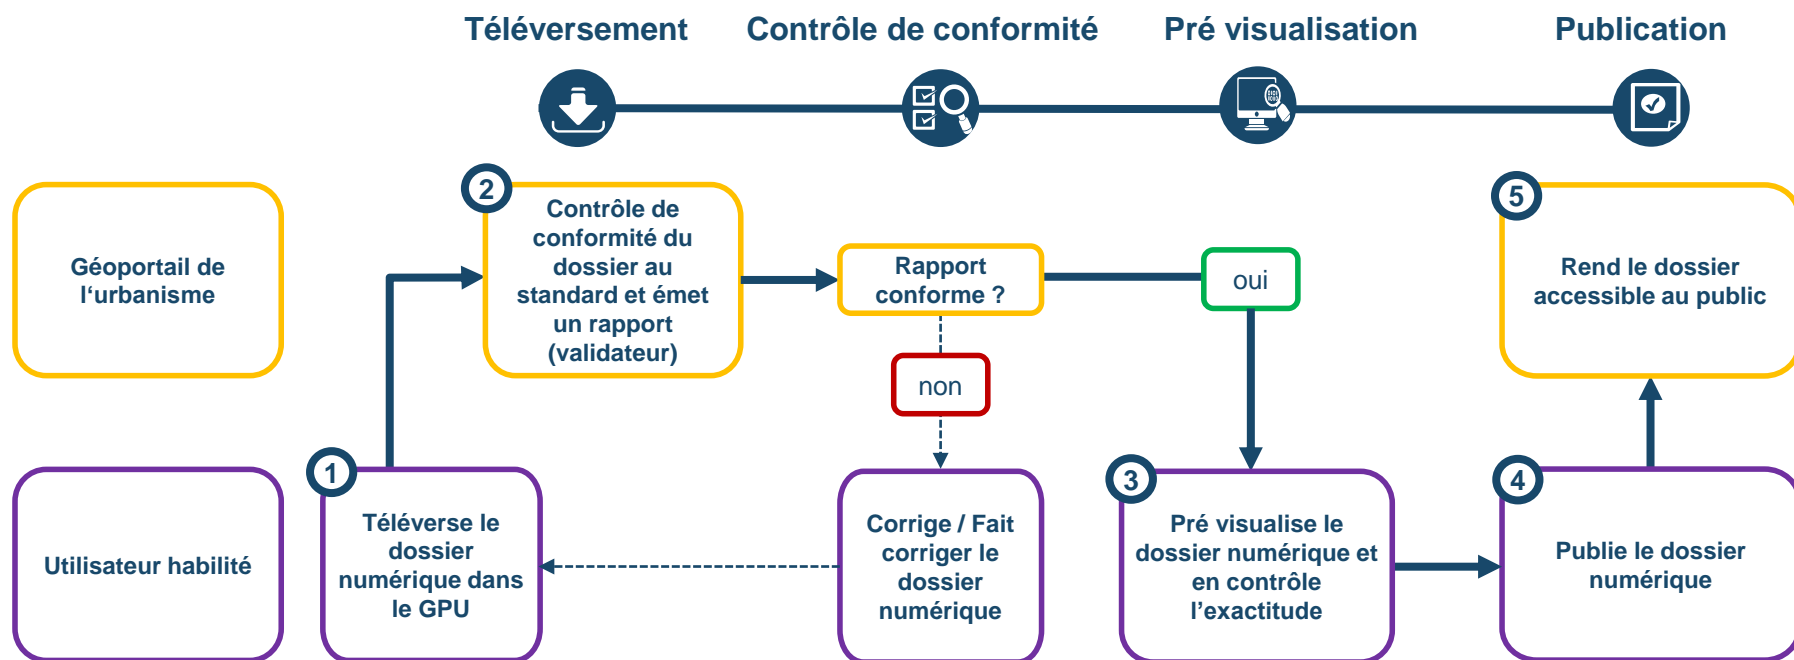 Téléversement
Contrôle de conformité
Pré visualisation
Publication
Géoportail de
l‘urbanisme
2
Contrôle de
conformité du
dossier au
standard et émet
un rapport
(validateur)
Rapport
conforme ?
oui
non
5
Rend le dossier
accessible au public
Utilisateur habilité
1
Téléverse le
dossier
numérique dans
le GPU
Corrige / Fait
corriger le
dossier
numérique
3
Pré visualise le
dossier numérique et
en contrôle
l’exactitude
4
Publie le dossier
numérique